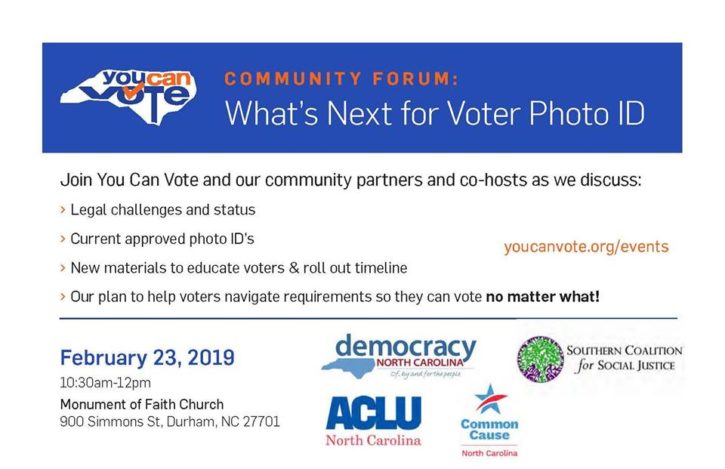 you can
VOTE
COMMUNITY FORUM:
What's Next for Voter Photo ID
Join You Can Vote and our community partners and co-hosts as we discuss:
> Legal challenges and status
> Current approved photo ID's
youcanvote.org/events
> New materials to educate voters & roll out timeline
> Our plan to help voters navigate requirements so they can vote no matter what!
February 23, 2019
10:30am-12pm
Monument of Faith Church
900 Simmons St, Durham, NC 27701
democracy
NORTH CAROLINA
Of, by and for the people
SOUTHERN COALITION
for SOCIAL JUSTICE
ACLU
North Carolina
Common
Cause
North Carolina